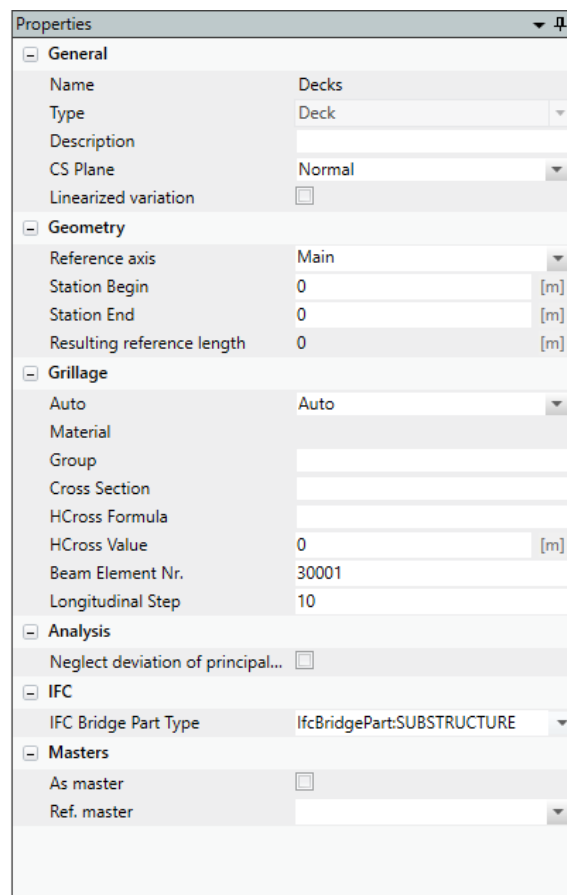 Properties
General
Name Decks
Type Deck
Description
CS Plane Normal
Linearized variation
Geometry
Reference axis Main
Station Begin 0 [m]
Station End 0 [m]
Resulting reference length 0 [m]
Grillage
Auto Auto
Material
Group
Cross Section
HCross Formula
HCross Value 0 [m]
Beam Element Nr. 30001
Longitudinal Step 10
Analysis
Neglect deviation of principal...
IFC
IFC Bridge Part Type IfcBridgePart:SUBSTRUCTURE
Masters
As master
Ref. master